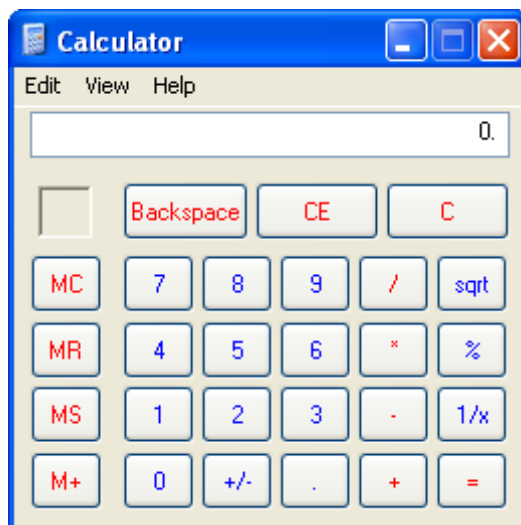 Calculator
Edit View Help
0.
Backspace CE C
MC 7 8 9 / sqrt
MR 4 5 6 * %
MS 1 2 3 - 1/x
M+ 0 +/- . + =